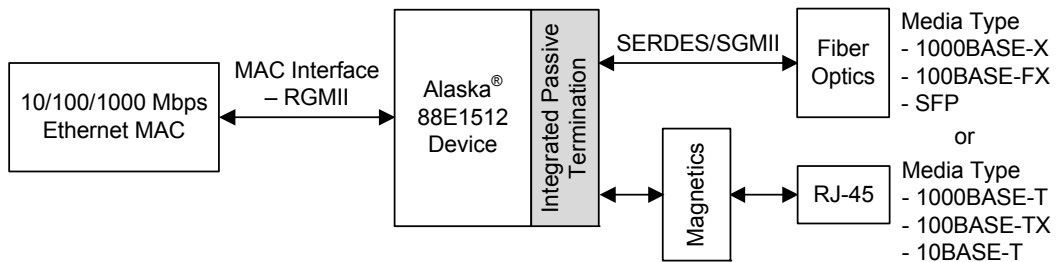 10/100/1000 Mbps
Ethernet MAC
MAC Interface
– RGMII
Alaska®
88E1512
Device
Integrated Passive
Termination
SERDES/SGMII
Fiber
Optics
Media Type
- 1000BASE-X
- 100BASE-FX
- SFP
or
Magnetics
RJ-45
Media Type
- 1000BASE-T
- 100BASE-TX
- 10BASE-T